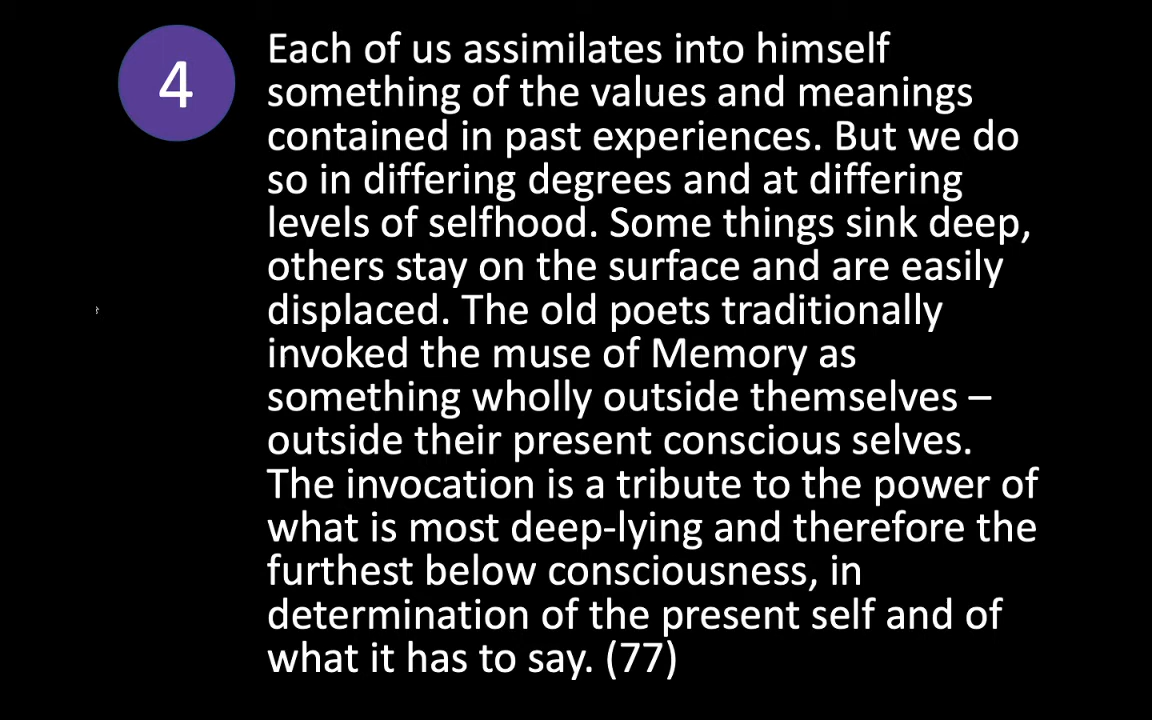 4
Each of us assimilates into himself
something of the values and meanings
contained in past experiences. But we do
so in differing degrees and at differing
levels of selfhood. Some things sink deep,
others stay on the surface and are easily
displaced. The old poets traditionally
invoked the muse of Memory as
something wholly outside themselves –
outside their present conscious selves.
The invocation is a tribute to the power of
what is most deep-lying and therefore the
furthest below consciousness, in
determination of the present self and of
what it has to say. (77)